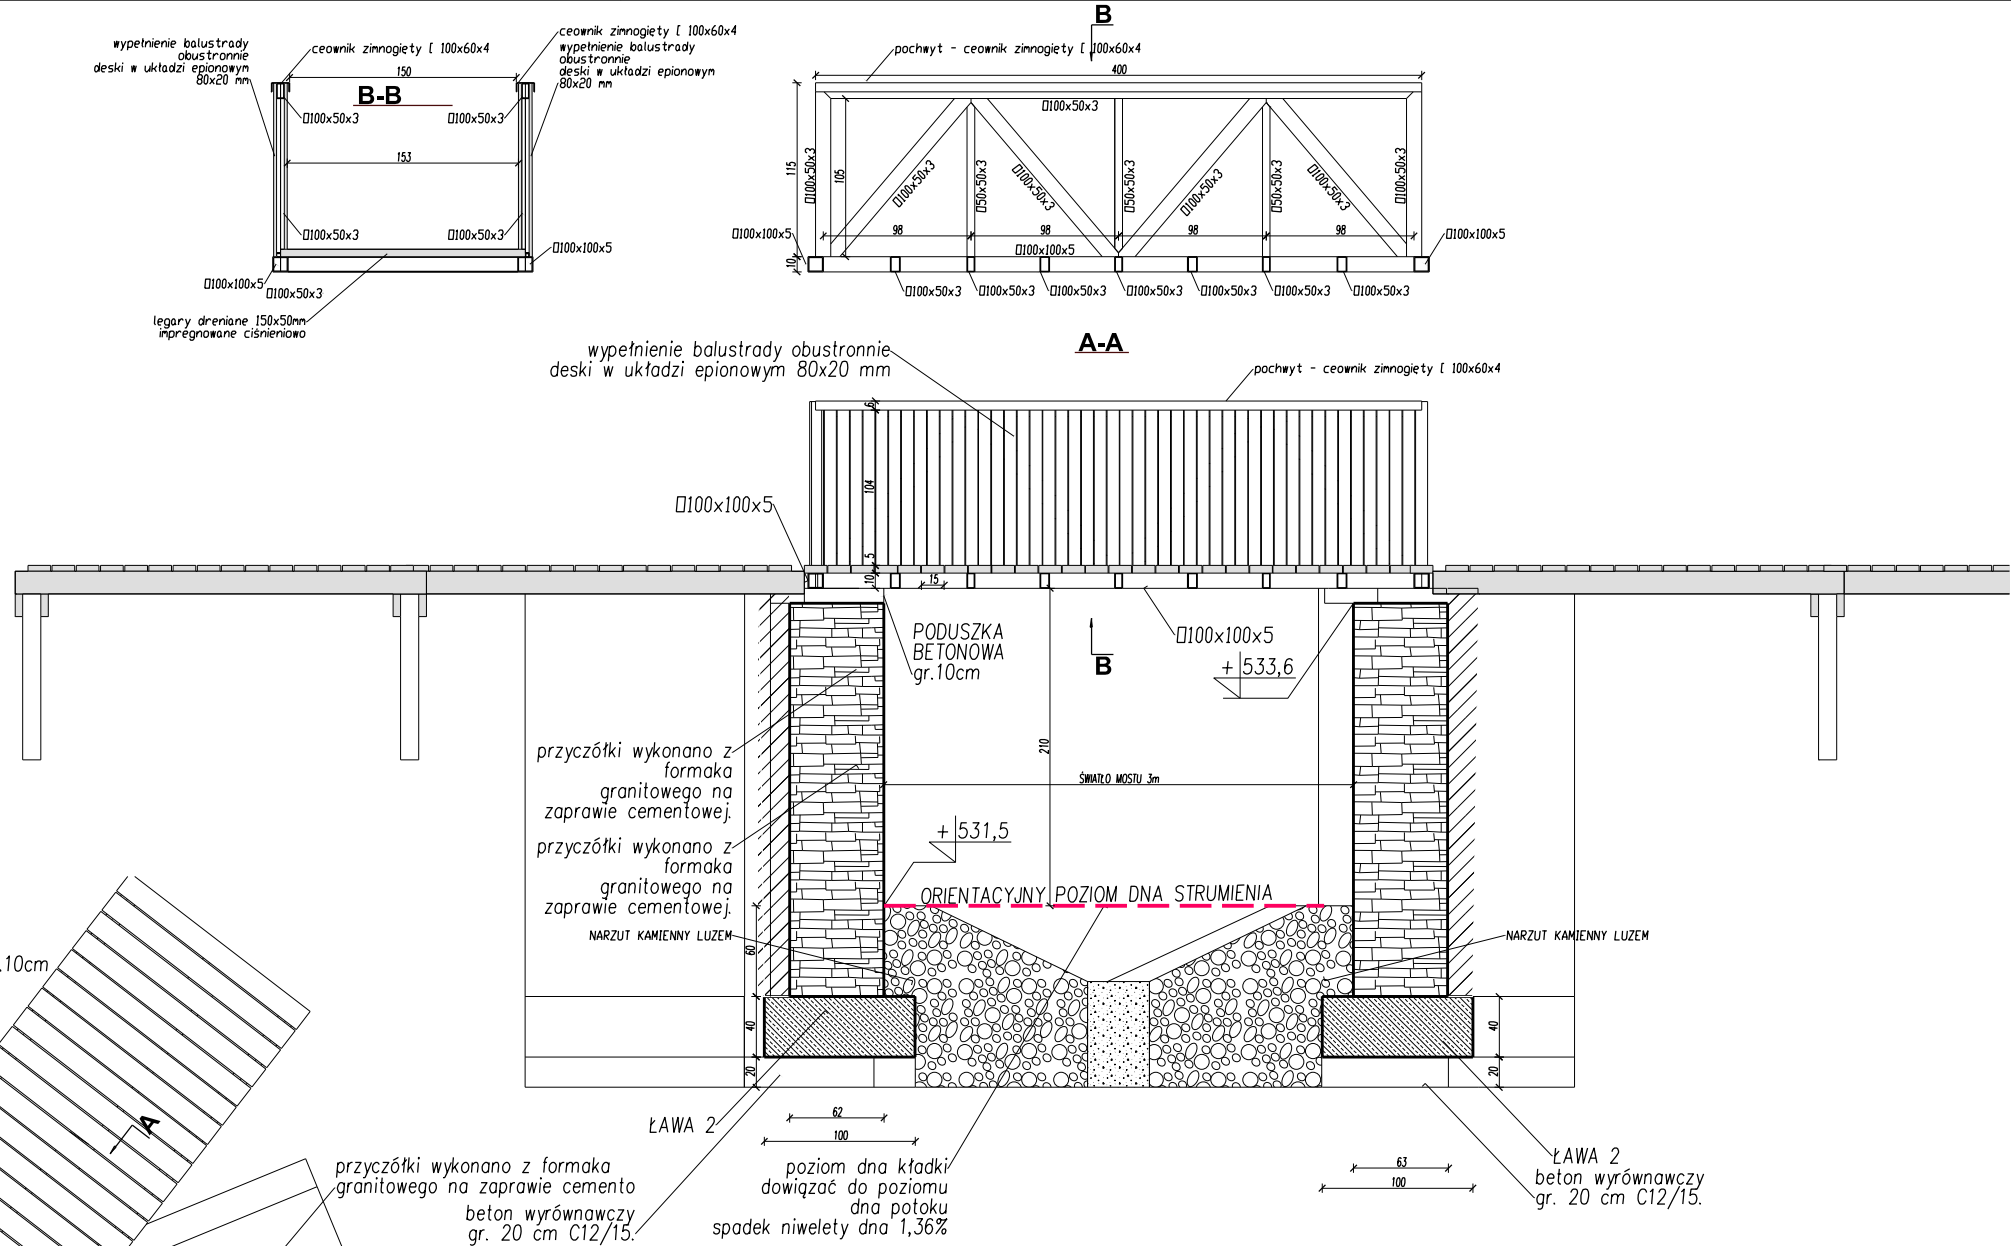 wypełnienie balustrady
obustronnie
deski w układzi epionowym
80x20 mm
ceownik zimnogięty [ 100x60x4
150
B-B
ceownik zimnogięty [ 100x60x4
wypełnienie balustrady
obustronnie
deski w układzi epionowym
80x20 mm
□100x50x3
□100x50x3
153
□100x50x3
□100x50x3
□100x100x5
□100x100x5
□100x50x3
legary dreniane 150x50mm
impregnowane ciśnieniowo
B
pochwyt - ceownik zimnogięty [ 100x60x4
400
□100x50x3
115
□100x50x3
105
□100x50x3
□50x50x3
□100x50x3
□50x50x3
□100x50x3
□50x50x3
□100x50x3
□100x50x3
□100x100x5
98
98
98
98
□100x100x5
□100x100x5
10
□100x50x3
□100x50x3
□100x50x3
□100x50x3
□100x50x3
□100x50x3
□100x50x3
A-A
wypełnienie balustrady obustronnie
deski w układzi epionowym 80x20 mm
pochwyt - ceownik zimnogięty [ 100x60x4
6
104
□100x100x5
5
10
15
PODUSZKA
BETONOWA
gr.10cm
B
□100x100x5
+ 533,6
210
przyczółki wykonano z
formaka
granitowego na
zaprawie cementowej.
ŚWIATŁO MOSTU 3m
+ 531,5
przyczółki wykonano z
formaka
granitowego na
zaprawie cementowej.
ORIENTACYJNY POZIOM DNA STRUMIENIA
NARZUT KAMIENNY LUZEM
NARZUT KAMIENNY LUZEM
.10cm
60
40
20
40
20
A
62
100
ŁAWA 2
63
100
ŁAWA 2
beton wyrównawczy
gr. 20 cm C12/15.
przyczółki wykonano z formaka
granitowego na zaprawie cemento
beton wyrównawczy
gr. 20 cm C12/15.
poziom dna kładki
dowiązać do poziomu
dna potoku
spadek niwelety dna 1,36%